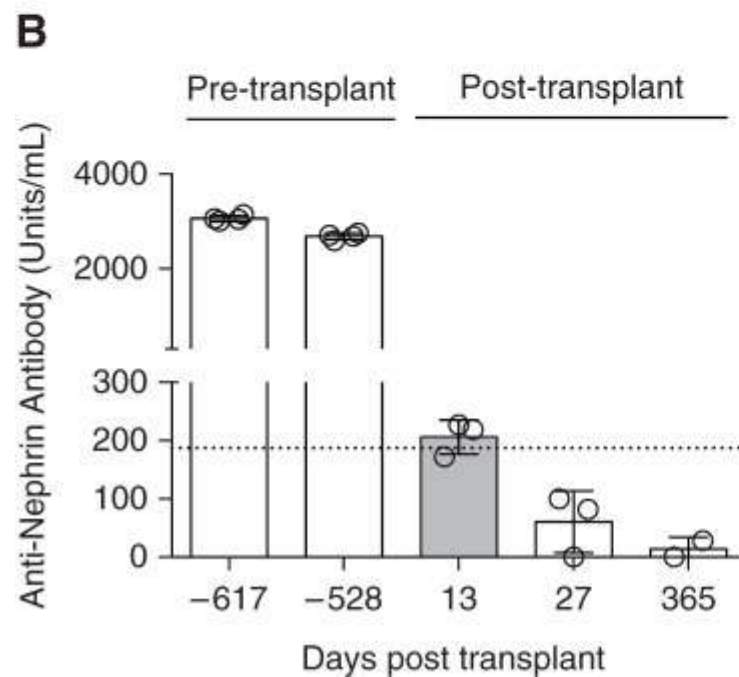 B
Pre-transplant Post-transplant
Anti-Nephrin Antibody (Units/mL)
4000
2000
300
200
100
0
−617 −528 13 27 365
Days post transplant